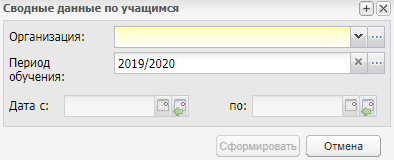 Сводные данные по учащимся
Организация:
Период обучения: 2019/2020
Дата с: по:
Сформировать Отмена